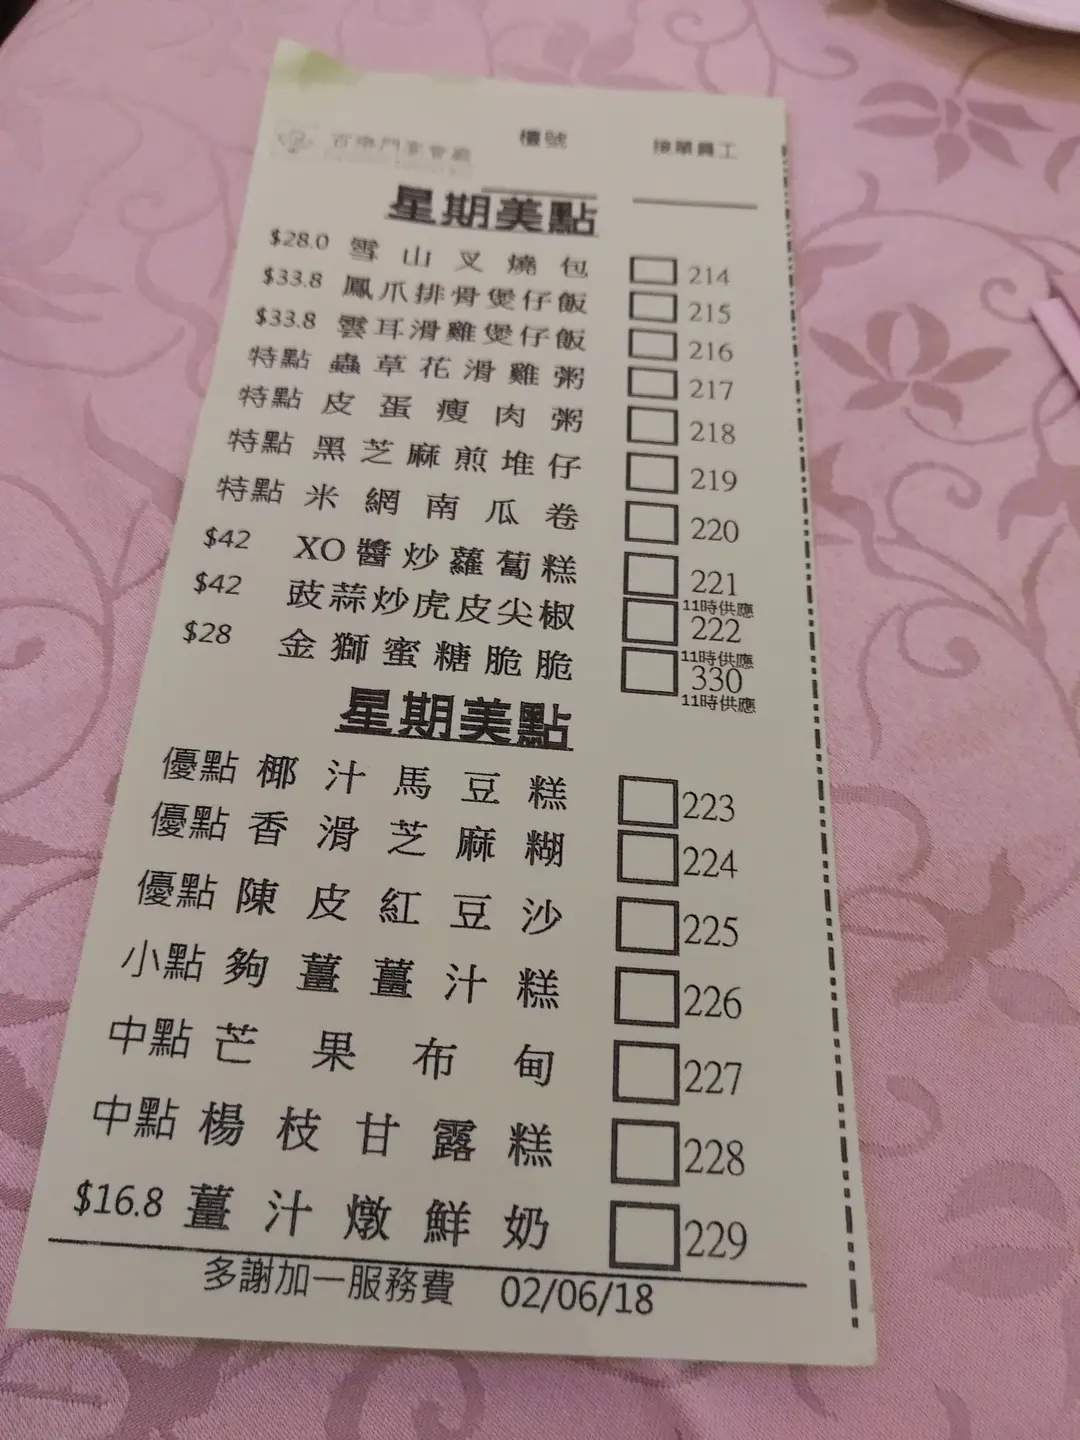 百樂門宴會廳 檯號 接單員工
星期美點
$28.0 雪山叉燒包 214
$33.8 鳳爪排骨煲仔飯 215
$33.8 雲耳滑雞煲仔飯 216
特點 蟲草花滑雞粥 217
特點 皮蛋瘦肉粥 218
特點 黑芝麻煎堆仔 219
特點 米網南瓜卷 220
$42 XO醬炒蘿蔔糕 221
11時供應
$42 豉蒜炒虎皮尖椒 222
11時供應
$28 金獅蜜糖脆脆 330
11時供應
星期美點
優點 椰汁馬豆糕 223
優點 香滑芝麻糊 224
優點 陳皮紅豆沙 225
小點 夠薑薑汁糕 226
中點 芒果布甸 227
中點 楊枝甘露糕 228
$16.8 薑汁燉鮮奶 229
多謝加一服務費 02/06/18